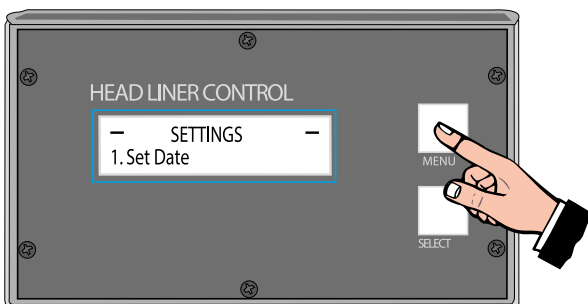 HEAD LINER CONTROL
– SETTINGS –
1. Set Date
MENU
SELECT